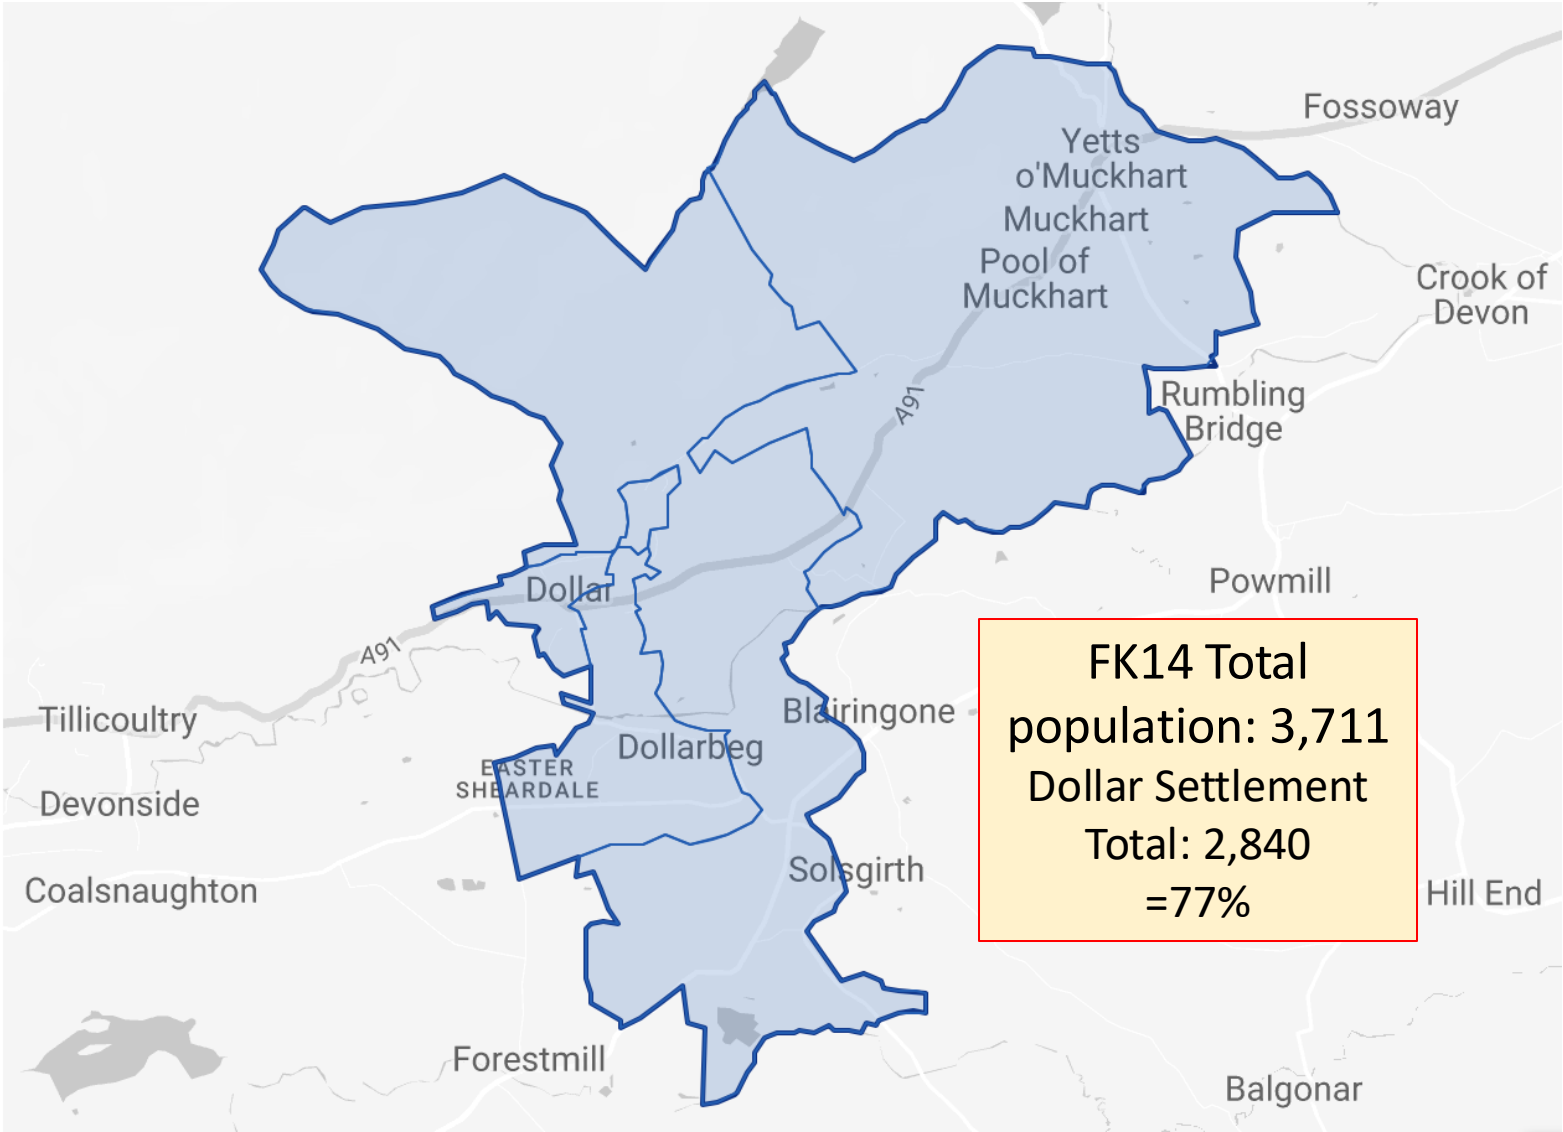 Fossoway
Yetts
o'Muckhart
Muckhart
Pool of
Muckhart
Crook of
Devon
A91
Rumbling
Bridge
Dollar
Powmill
A91
FK14 Total
population: 3,711
Dollar Settlement
Total: 2,840
=77%
Tillicoultry
Blairingone
Dollarbeg
EASTER
SHEARDALE
Devonside
Solsgirth
Coalsnaughton
Hill End
Forestmill
Balgonar